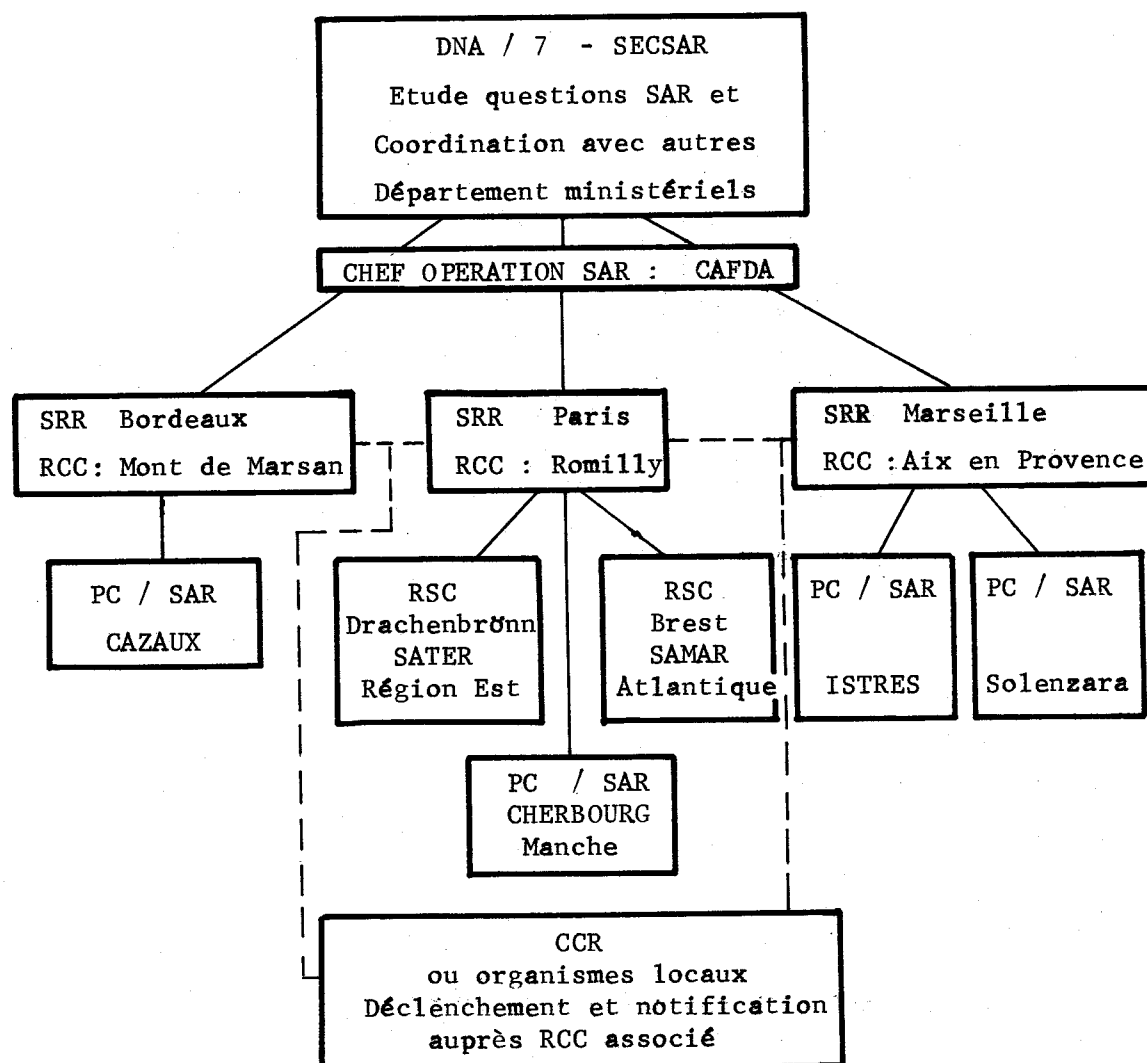 DNA / 7 - SECSAR
Etude questions SAR et
Coordination avec autres
Département ministériels
CHEF OPERATION SAR : CAFDA
SRR Bordeaux
RCC : Mont de Marsan
SRR Paris
RCC : Romilly
SRR Marseille
RCC : Aix en Provence
PC / SAR
CAZAUX
RSC
Drachenbronn
SATER
Région Est
RSC
Brest
SAMAR
Atlantique
PC / SAR
ISTRES
PC / SAR
Solenzara
PC / SAR
CHERBOURG
Manche
CCR
ou organismes locaux
Déclenchement et notification
auprès RCC associé